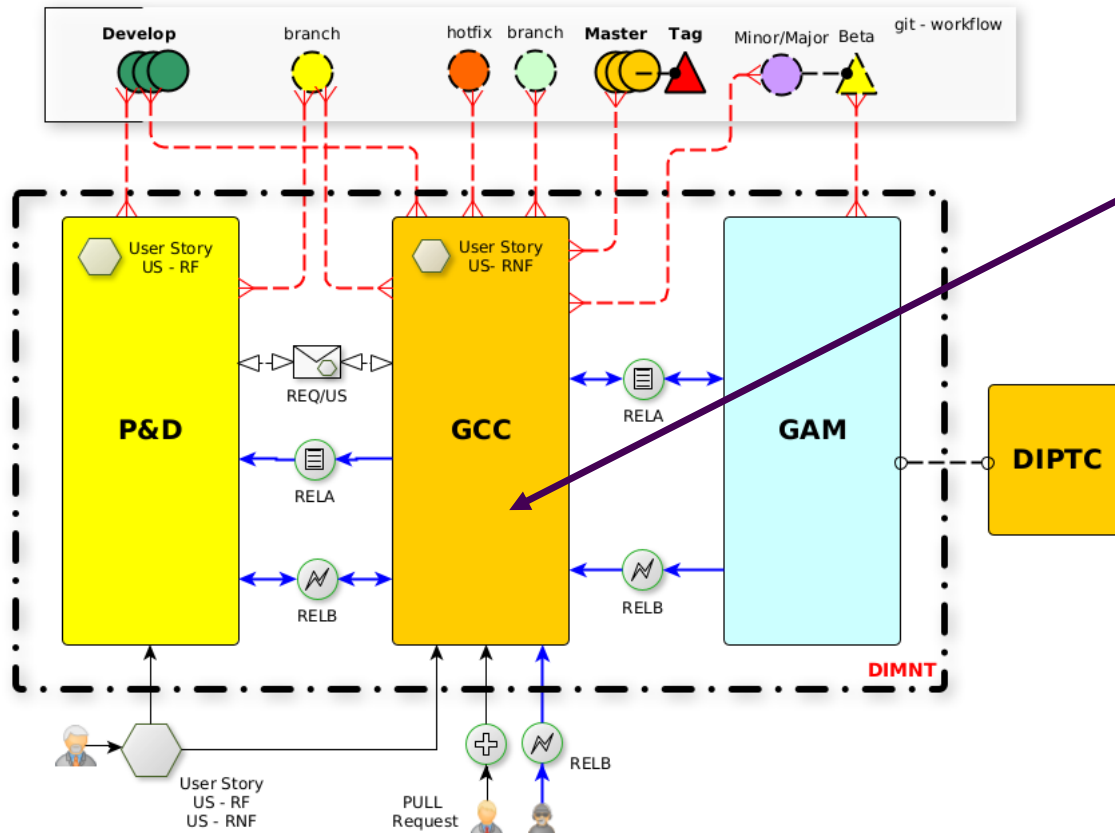 git - workflow
Develop
branch
hotfix
branch
Master
Tag
Minor/Major
Beta
User Story
US - RF
User Story
US- RNF
REQ/US
RELA
P&D
GCC
GAM
DIPTC
RELA
RELB
RELB
DIMNT
User Story
US - RF
US - RNF
PULL
Request
RELB